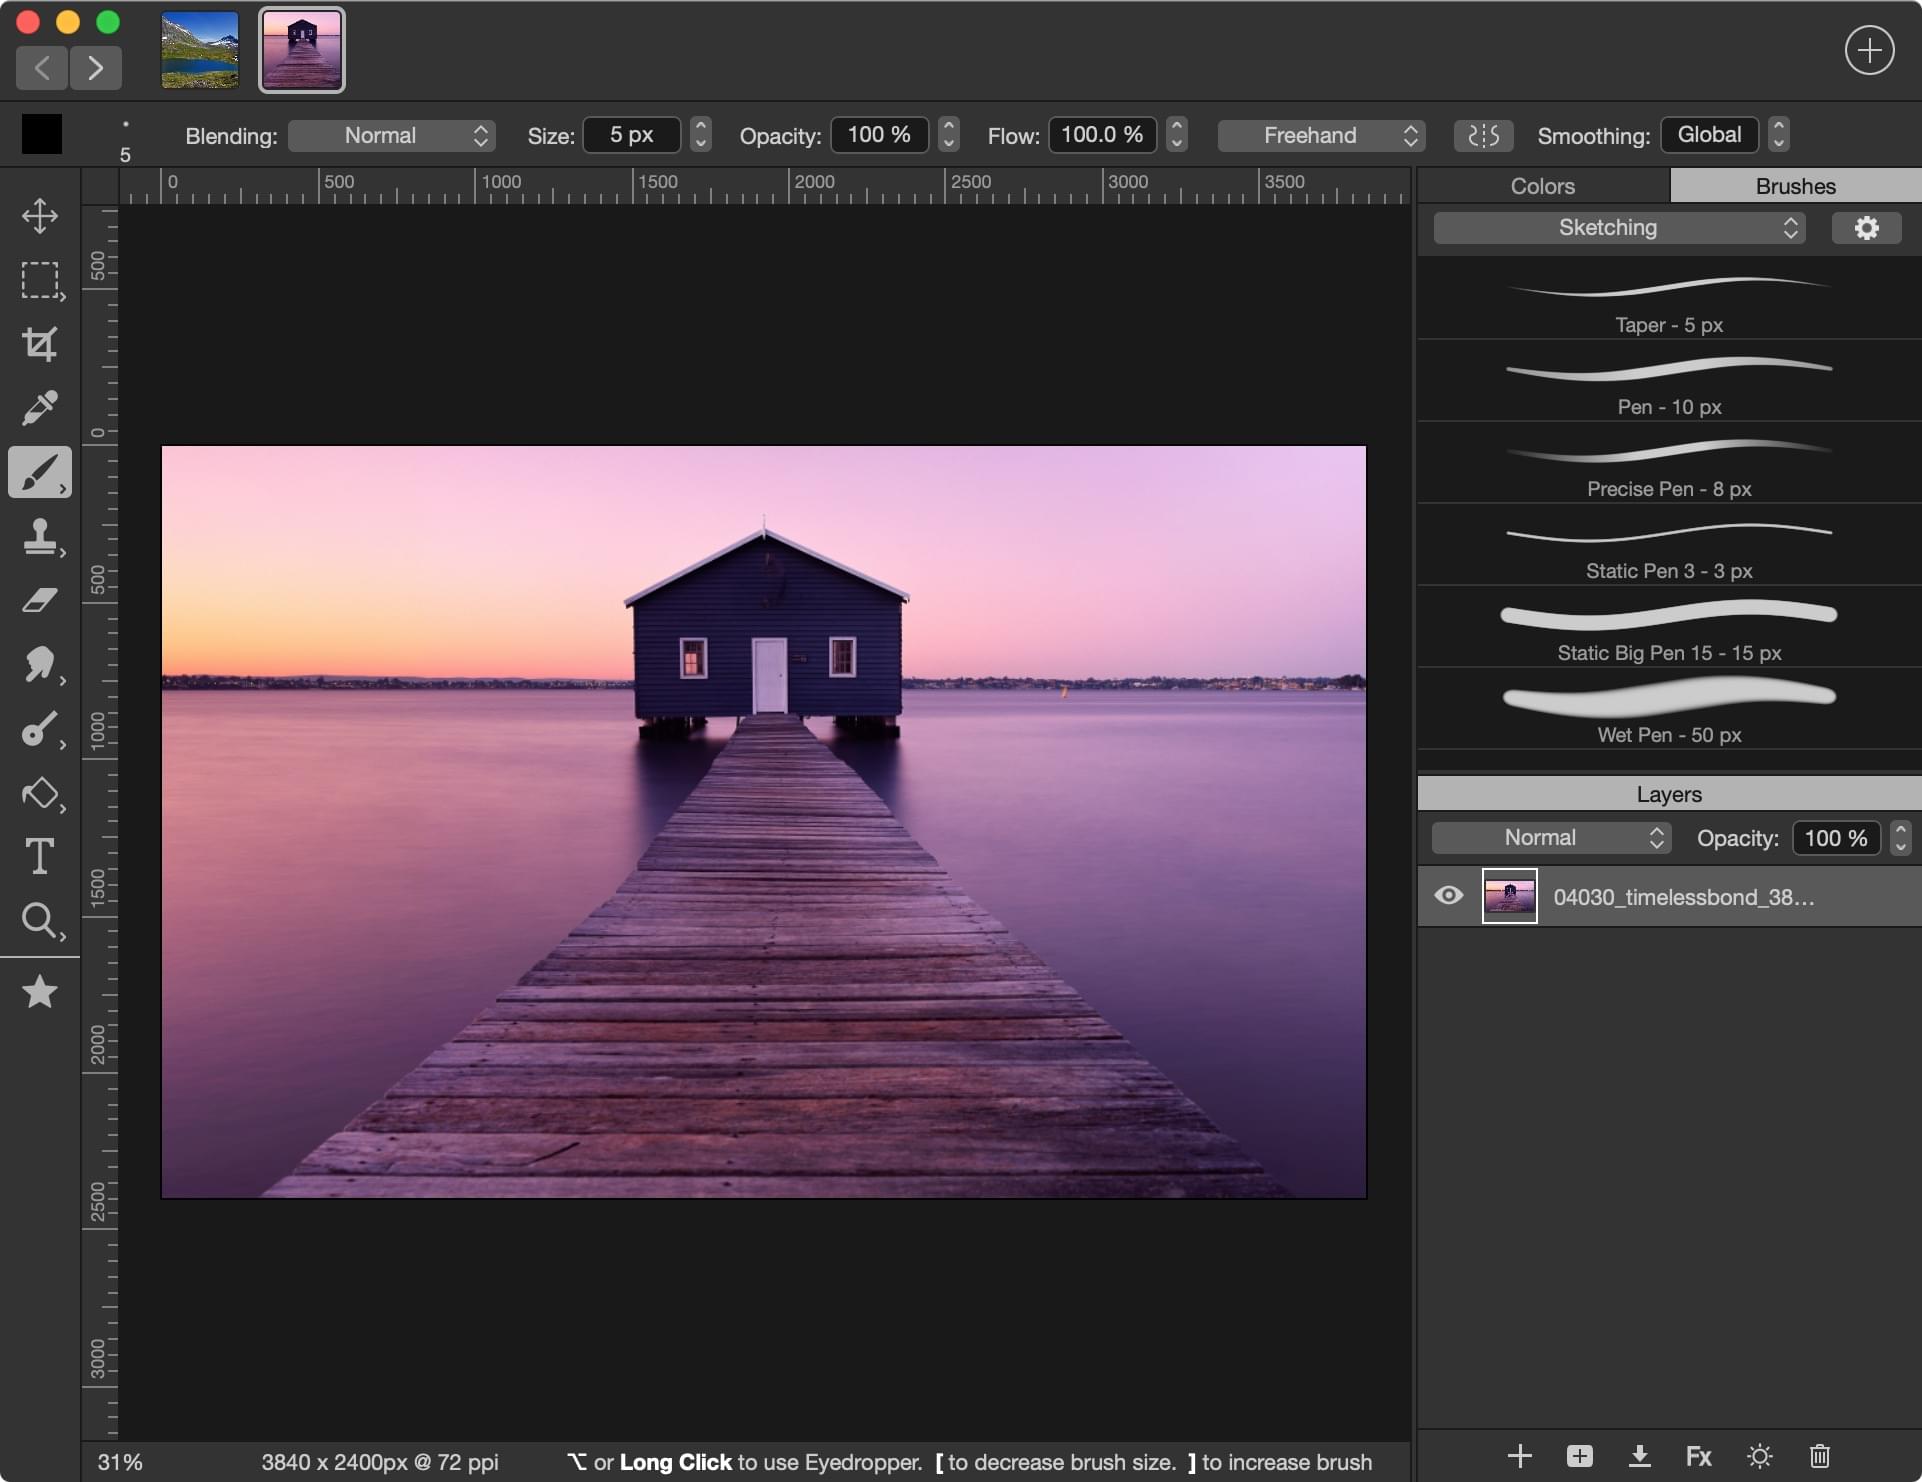 Blending: Normal Size: 5 px Opacity: 100 % Flow: 100.0 % Freehand Smoothing: Global
5
0 500 1000 1500 2000 2500 3000 3500
500
0
500
1000
1500
2000
2500
3000
Colors Brushes
Sketching
Taper - 5 px
Pen - 10 px
Precise Pen - 8 px
Static Pen 3 - 3 px
Static Big Pen 15 - 15 px
Wet Pen - 50 px
Layers
Normal Opacity: 100 %
04030_timelessbond_38...
T
Fx
31% 3840 x 2400px @ 72 ppi ⌥ or Long Click to use Eyedropper. [ to decrease brush size. ] to increase brush